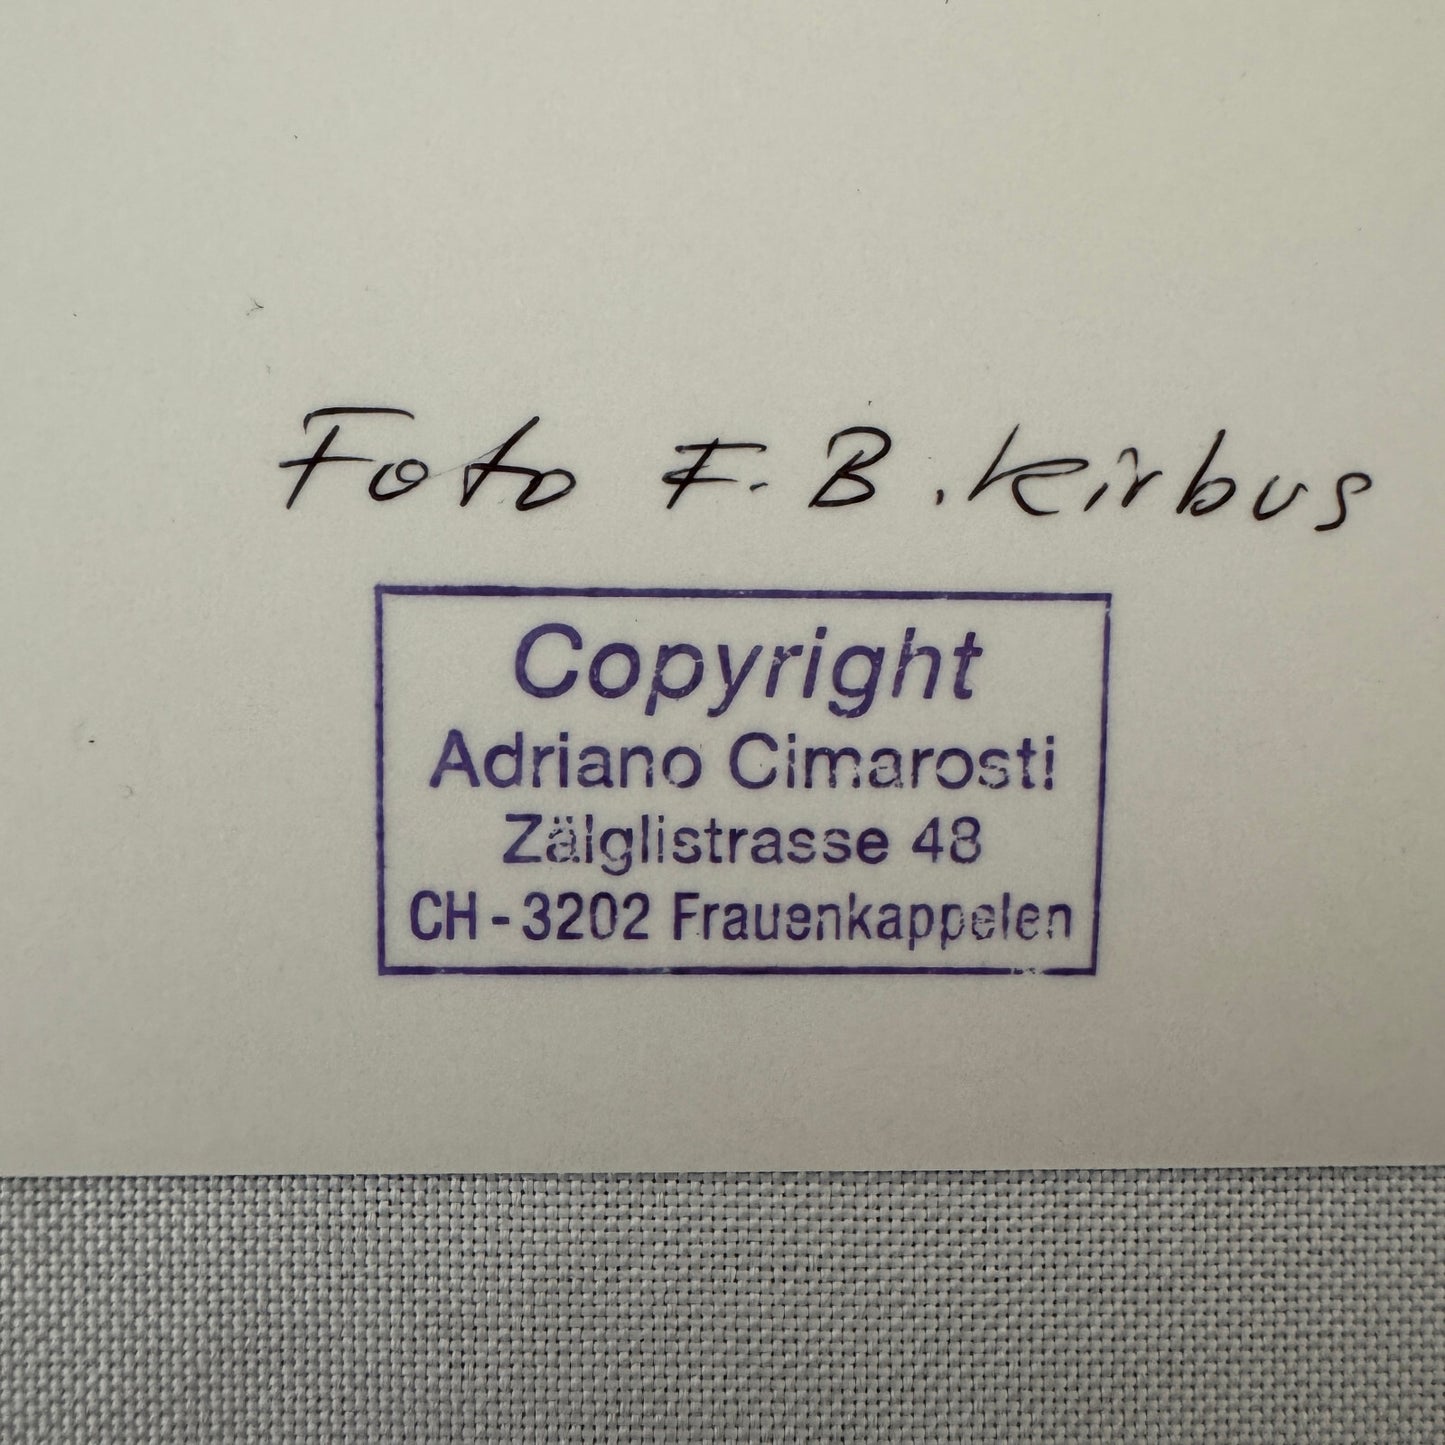 Foto F. B. Kirbus
Copyright
Adriano Cimarosti
Zälglistrasse 48
CH - 3202 Frauenkappelen